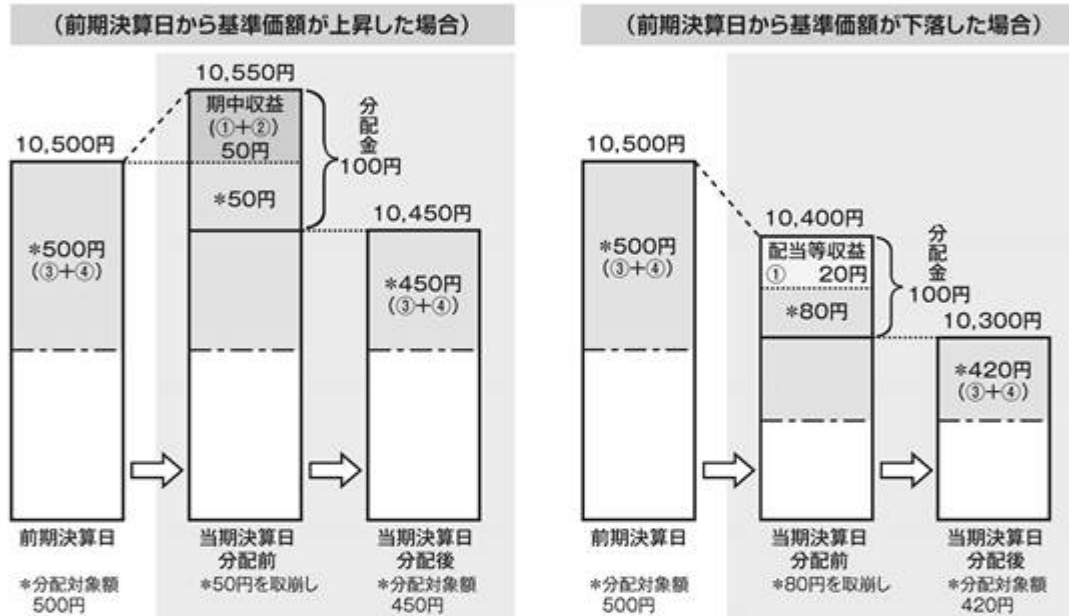 (前期決算日から基準価額が上昇した場合)
10,550円
期中収益
(①+②)
50円
*50円
分配金
100円
10,500円
*500円
(③+④)
10,450円
*450円
(③+④)
前期決算日
当期決算日
分配前
当期決算日
分配後
*分配対象額
500円
*50円を取崩し
*分配対象額
450円
(前期決算日から基準価額が下落した場合)
10,500円
*500円
(③+④)
10,400円
配当等収益
① 20円
*80円
分配金
100円
10,300円
*420円
(③+④)
前期決算日
当期決算日
分配前
当期決算日
分配後
*分配対象額
500円
*80円を取崩し
*分配対象額
420円